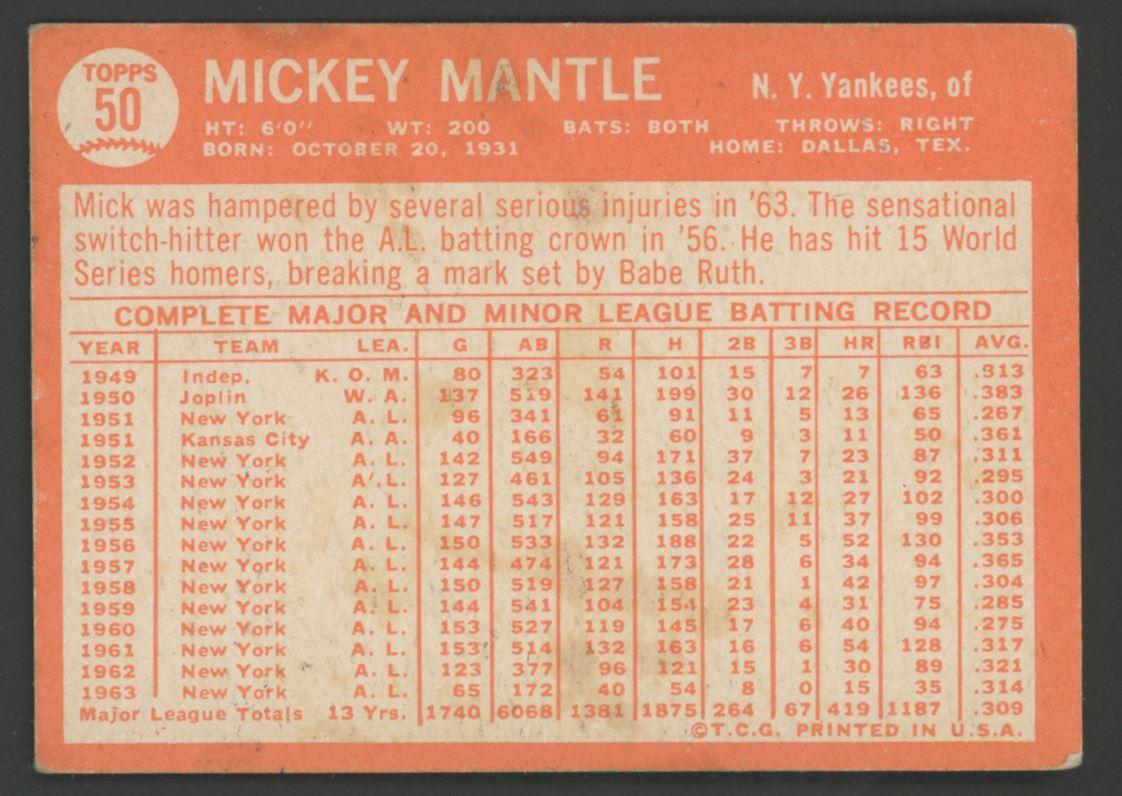 TOPPS
50
MICKEY MANTLE
N. Y. Yankees, of
HT: 6'0" WT: 200 BATS: BOTH THROWS: RIGHT
BORN: OCTOBER 20, 1931 HOME: DALLAS, TEX.
Mick was hampered by several serious injuries in '63. The sensational
switch-hitter won the A.L. batting crown in '56. He has hit 15 World
Series homers, breaking a mark set by Babe Ruth.
COMPLETE MAJOR AND MINOR LEAGUE BATTING RECORD
YEAR TEAM LEA. G AB R H 2B 3B HR RBI AVG.
1949 Indep. K. O. M. 80 323 54 101 15 7 7 63 .313
1950 Joplin W. A. 137 519 141 199 30 12 26 136 .383
1951 New York A. L. 96 341 61 91 11 5 13 65 .267
1951 Kansas City A. A. 40 166 32 60 9 3 11 50 .361
1952 New York A. L. 142 549 94 171 37 7 23 87 .311
1953 New York A. L. 127 461 105 136 24 3 21 92 .295
1954 New York A. L. 146 543 129 163 17 12 27 102 .300
1955 New York A. L. 147 517 121 158 25 11 37 99 .306
1956 New York A. L. 150 533 132 188 22 5 52 130 .353
1957 New York A. L. 144 474 121 173 28 6 34 94 .365
1958 New York A. L. 150 519 127 158 21 1 42 97 .304
1959 New York A. L. 144 541 104 154 23 4 31 75 .285
1960 New York A. L. 153 527 119 145 17 6 40 94 .275
1961 New York A. L. 153 514 132 163 16 6 54 128 .317
1962 New York A. L. 123 377 96 121 15 1 30 89 .321
1963 New York A. L. 65 172 40 54 8 0 15 35 .314
Major League Totals 13 Yrs. 1740 6068 1381 1875 264 67 419 1187 .309
©T.C.G. PRINTED IN U.S.A.